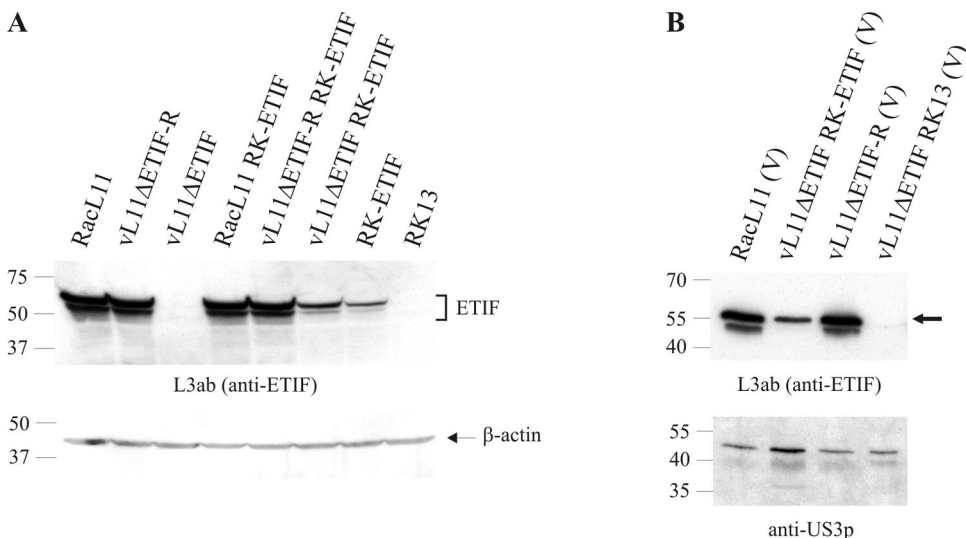 A
RacL11
vL11ΔETIF-R
vL11ΔETIF
RacL11 RK-ETIF
vL11ΔETIF-R RK-ETIF
vL11ΔETIF RK-ETIF
RK-ETIF
RK13
75
50
37
ETIF
L3ab (anti-ETIF)
50
37
β-actin
B
RacL11 (V)
vL11ΔETIF RK-ETIF (V)
vL11ΔETIF-R (V)
vL11ΔETIF RK13 (V)
70
55
40
L3ab (anti-ETIF)
55
40
35
anti-US3p